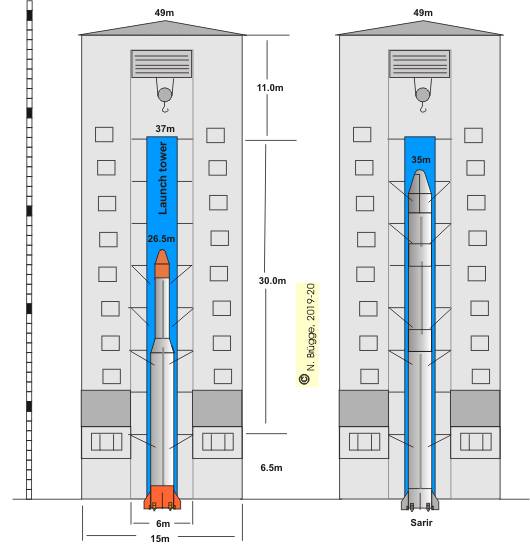 49m
49m
11.0m
37m
Launch tower
35m
26.5m
30.0m
© N. Brügge, 2019-20
6.5m
6m
15m
Sarir